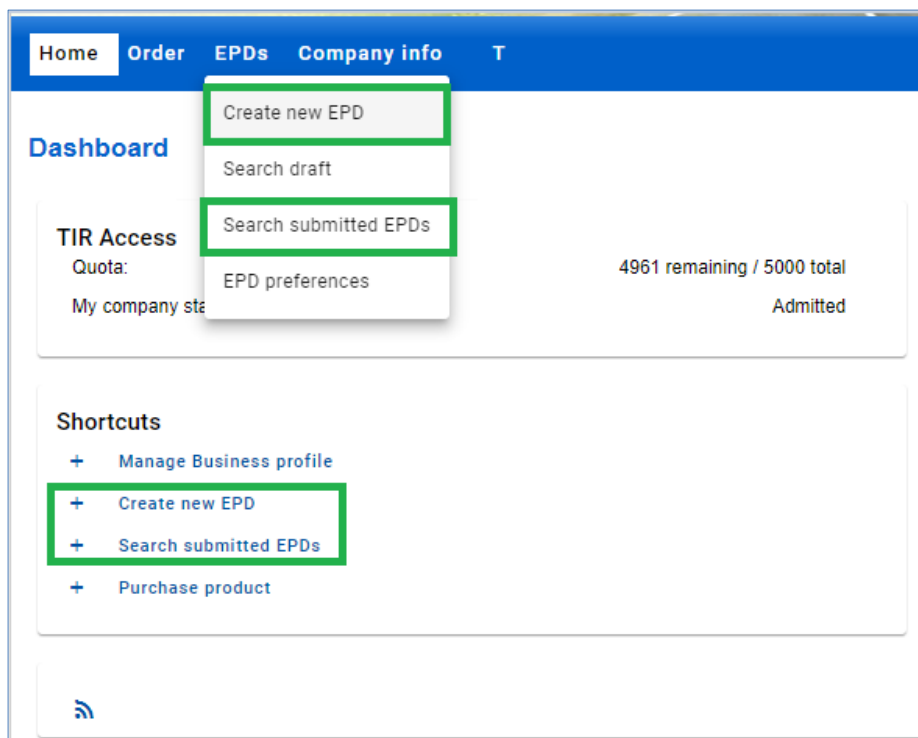 Home Order EPDs Company info T
Create new EPD
Dashboard
Search draft
Search submitted EPDs
TIR Access
Quota: 4961 remaining / 5000 total
EPD preferences
My company sta Admitted
Shortcuts
+ Manage Business profile
+ Create new EPD
+ Search submitted EPDs
+ Purchase product